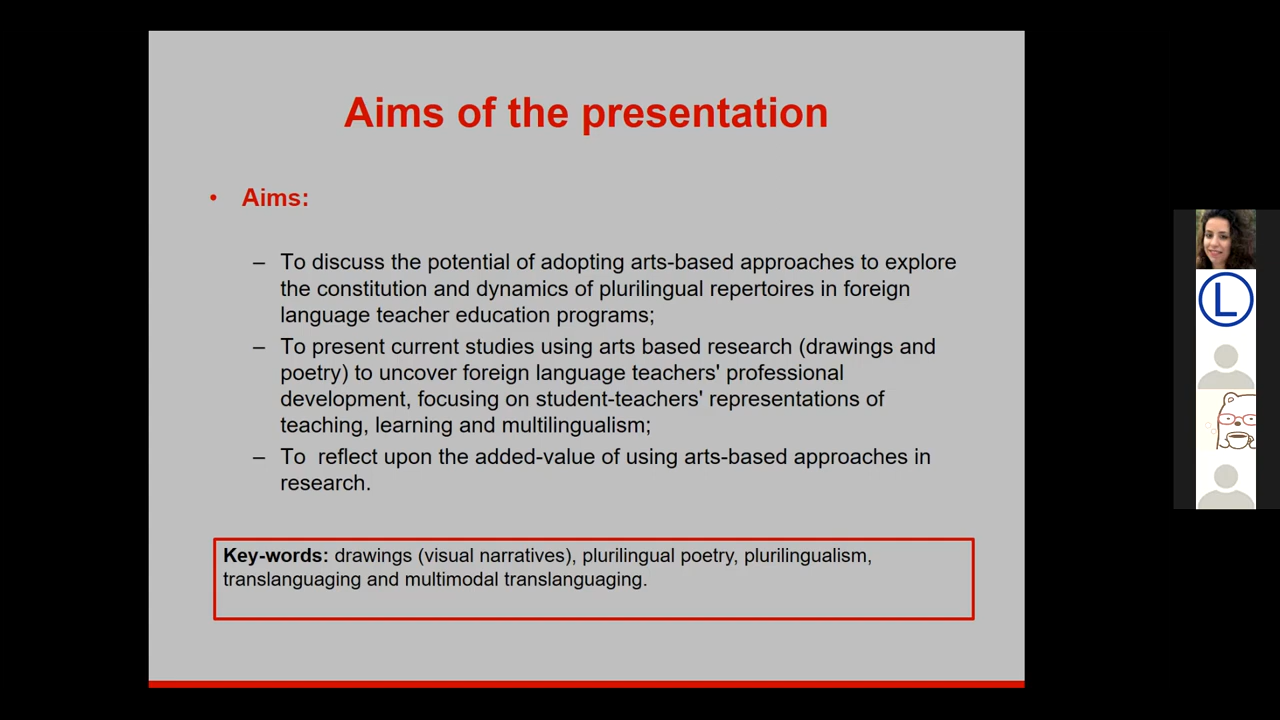 Aims of the presentation
• Aims:
– To discuss the potential of adopting arts-based approaches to explore
the constitution and dynamics of plurilingual repertoires in foreign
language teacher education programs;
– To present current studies using arts based research (drawings and
poetry) to uncover foreign language teachers' professional
development, focusing on student-teachers' representations of
teaching, learning and multilingualism;
– To  reflect upon the added-value of using arts-based approaches in
research.
Key-words: drawings (visual narratives), plurilingual poetry, plurilingualism,
translanguaging and multimodal translanguaging.
L